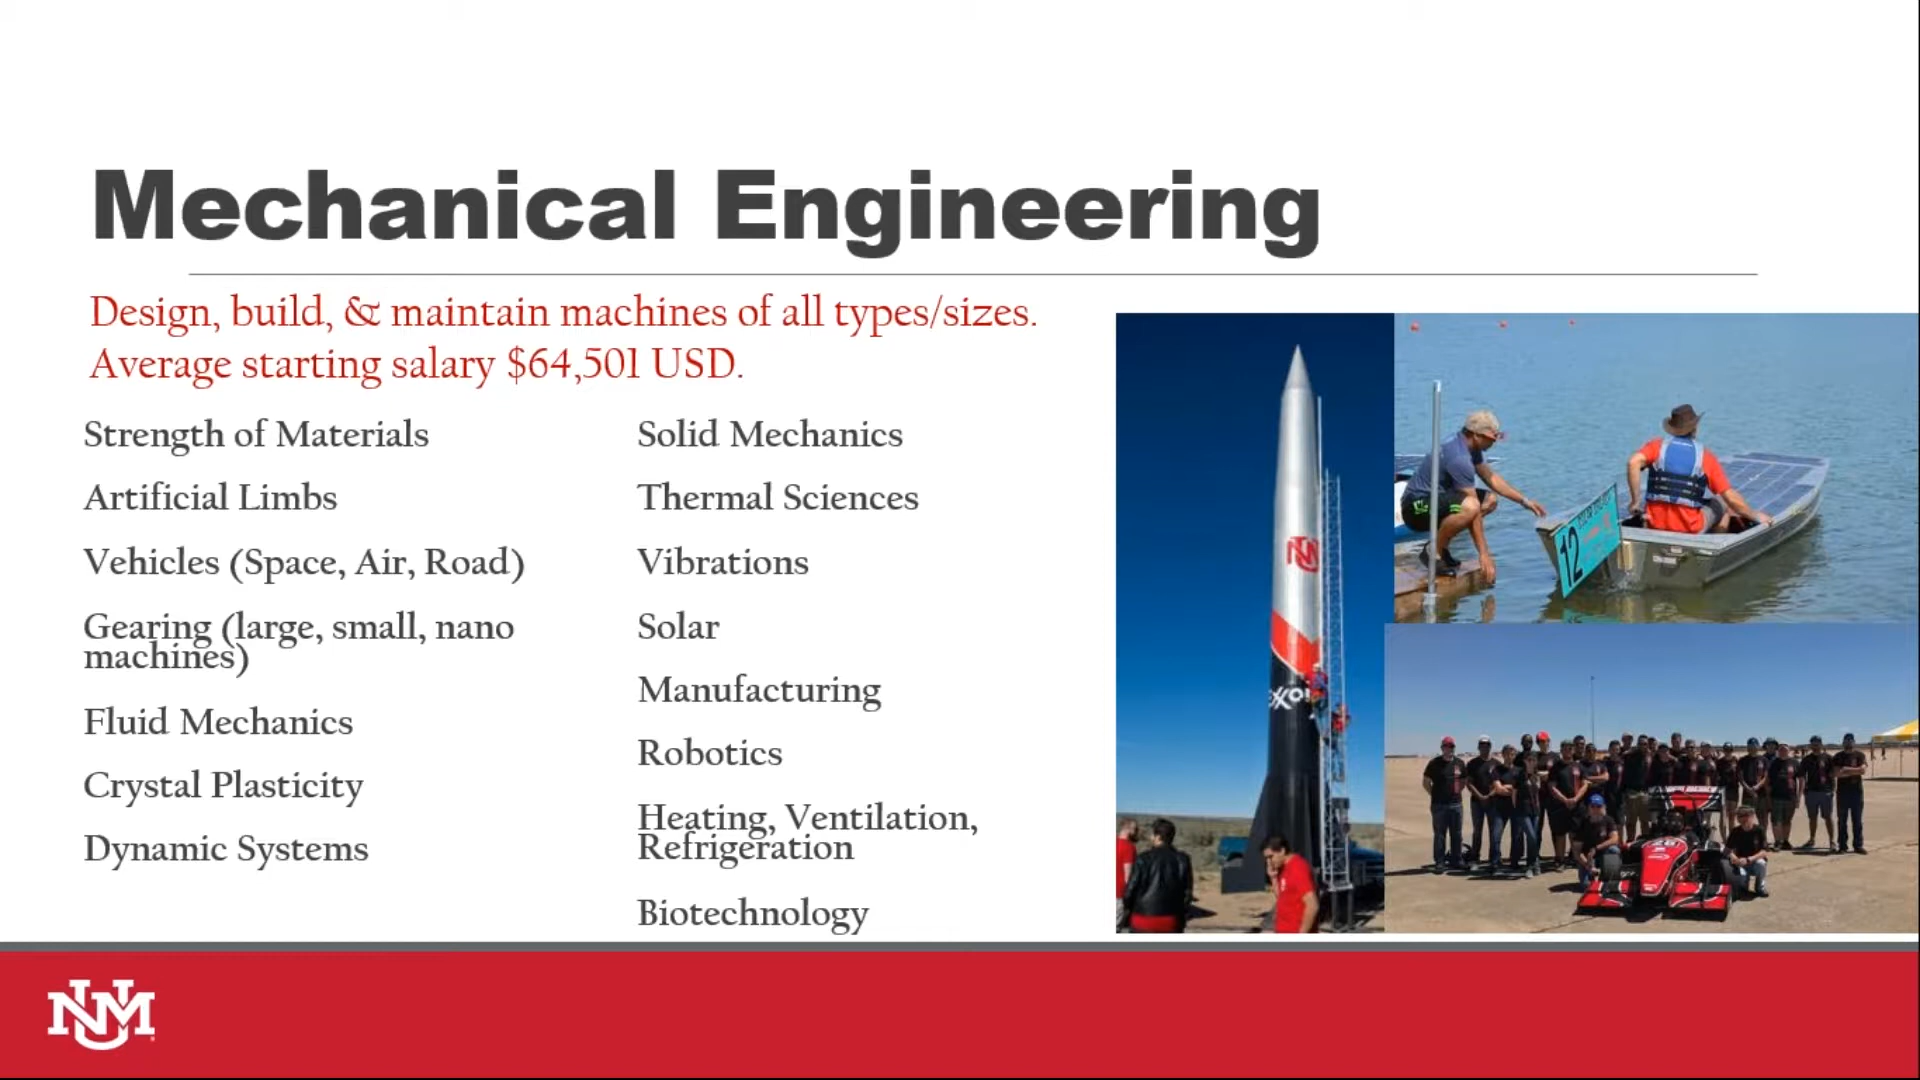 Mechanical Engineering
Design, build, & maintain machines of all types/sizes.
Average starting salary $64,501 USD.
Strength of Materials
Artificial Limbs
Vehicles (Space, Air, Road)
Gearing (large, small, nano
machines)
Fluid Mechanics
Crystal Plasticity
Dynamic Systems
Solid Mechanics
Thermal Sciences
Vibrations
Solar
Manufacturing
Robotics
Heating, Ventilation,
Refrigeration
Biotechnology
12
UNM